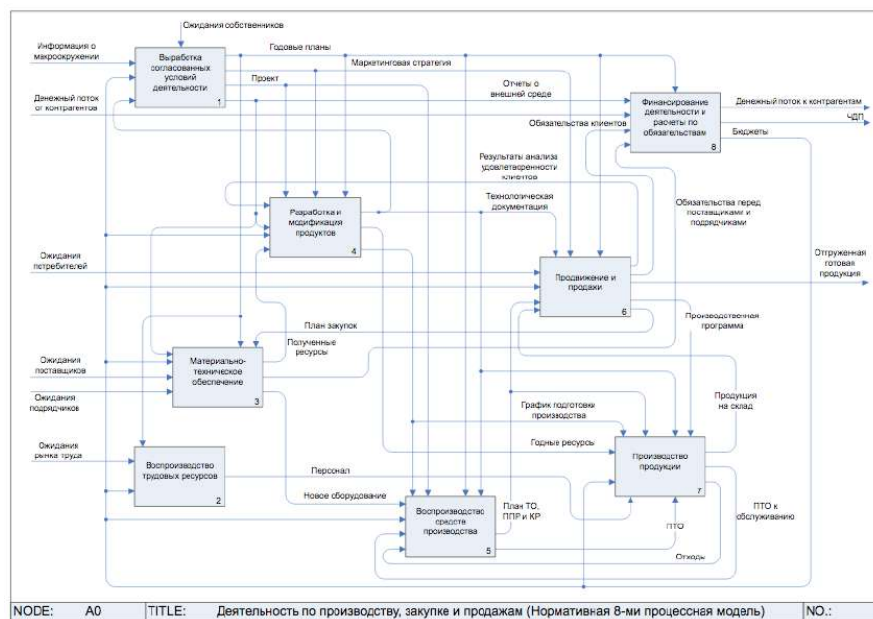 Ожидания собственников
Информация о
макроокружении
Выработка
согласованных
условий
деятельности
1
Годовые планы
Маркетинговая стратегия
Проект
Денежный поток
от контрагентов
Отчеты о
внешней среде
Обязательства клиентов
Финансирование
деятельности и
расчеты по
обязательствам
8
Денежный поток к контрагентам
ЧДП
Бюджеты
Результаты анализа
удовлетворенности
клиентов
Технологическая
документация
Обязательства перед
поставщиками и
подрядчиками
Разработка и
модификация
продуктов
4
Ожидания
потребителей
Продвижение и
продажи
6
Отгруженная
готовая
продукция
План закупок
Полученные
ресурсы
Производственная
программа
Материально-
техническое
обеспечение
3
Ожидания
поставщиков
Ожидания
подрядчиков
График подготовки
производства
Продукция
на склад
Годные ресурсы
Производство
продукции
7
Ожидания
рынка труда
Воспроизводство
трудовых ресурсов
2
Персонал
Новое оборудование
Воспроизводство
средств
производства
5
План ТО,
ППР и КР
ПТО
ПТО к
обслуживанию
Отходы
NODE: A0 TITLE: Деятельность по производству, закупке и продажам (Нормативная 8-ми процессная модель) NO.: